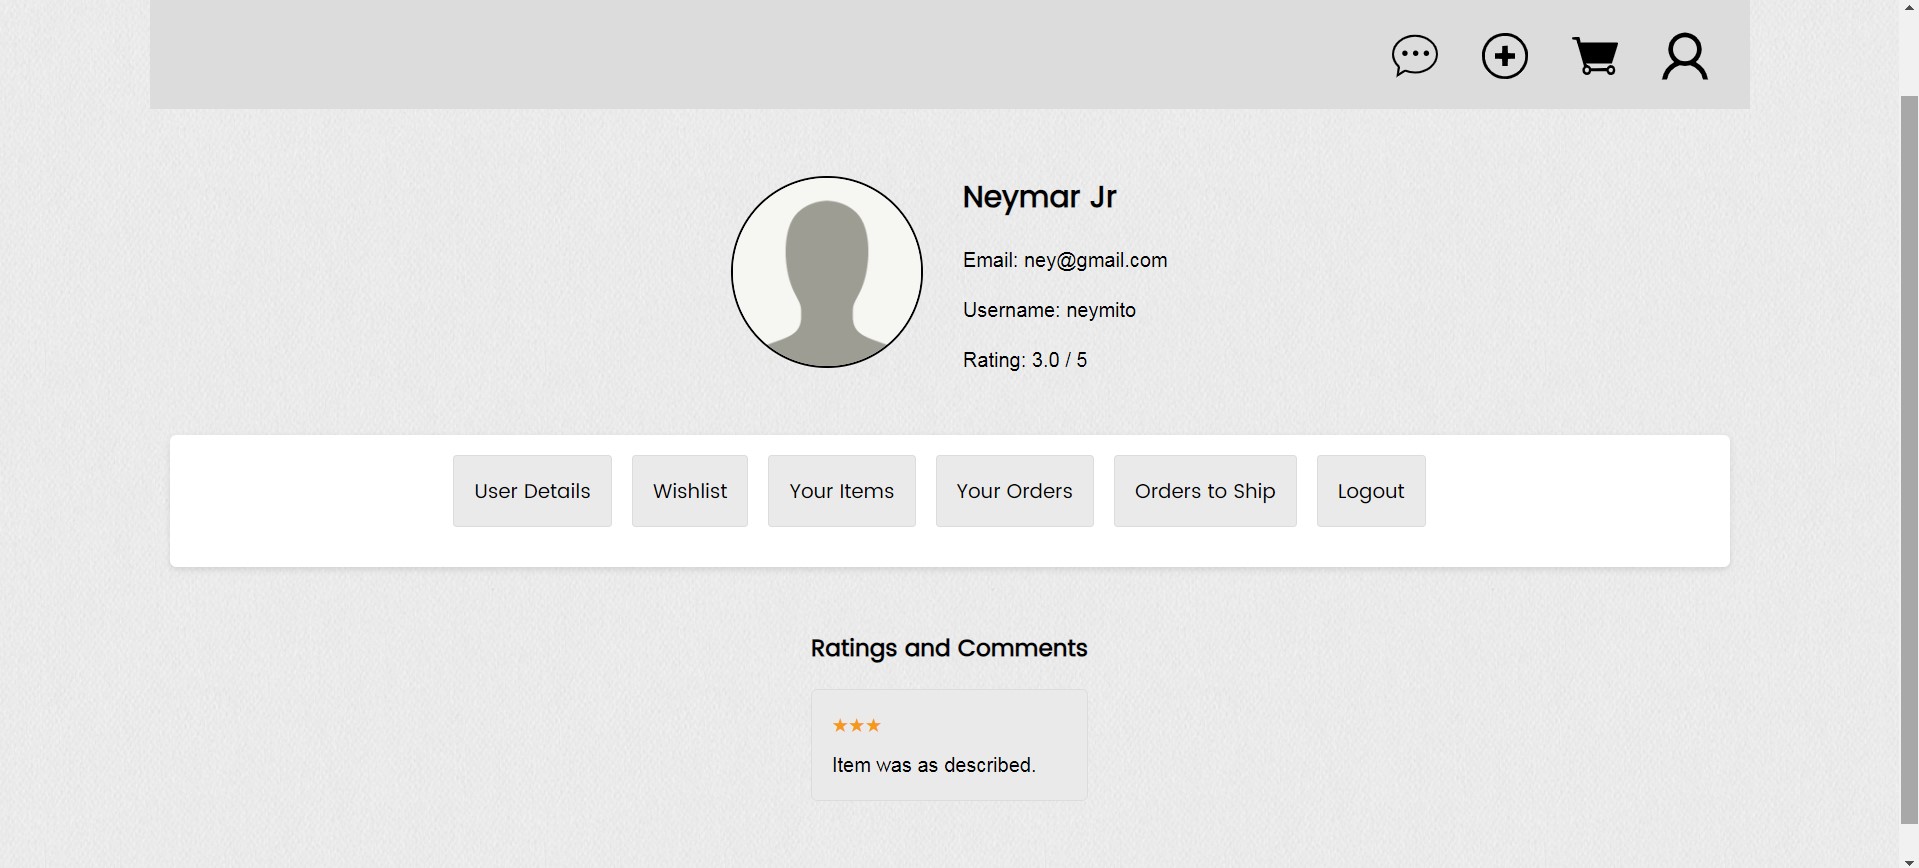 Neymar Jr
Email: ney@gmail.com
Username: neymito
Rating: 3.0 / 5
User Details
Wishlist
Your Items
Your Orders
Orders to Ship
Logout
Ratings and Comments
★★★
Item was as described.